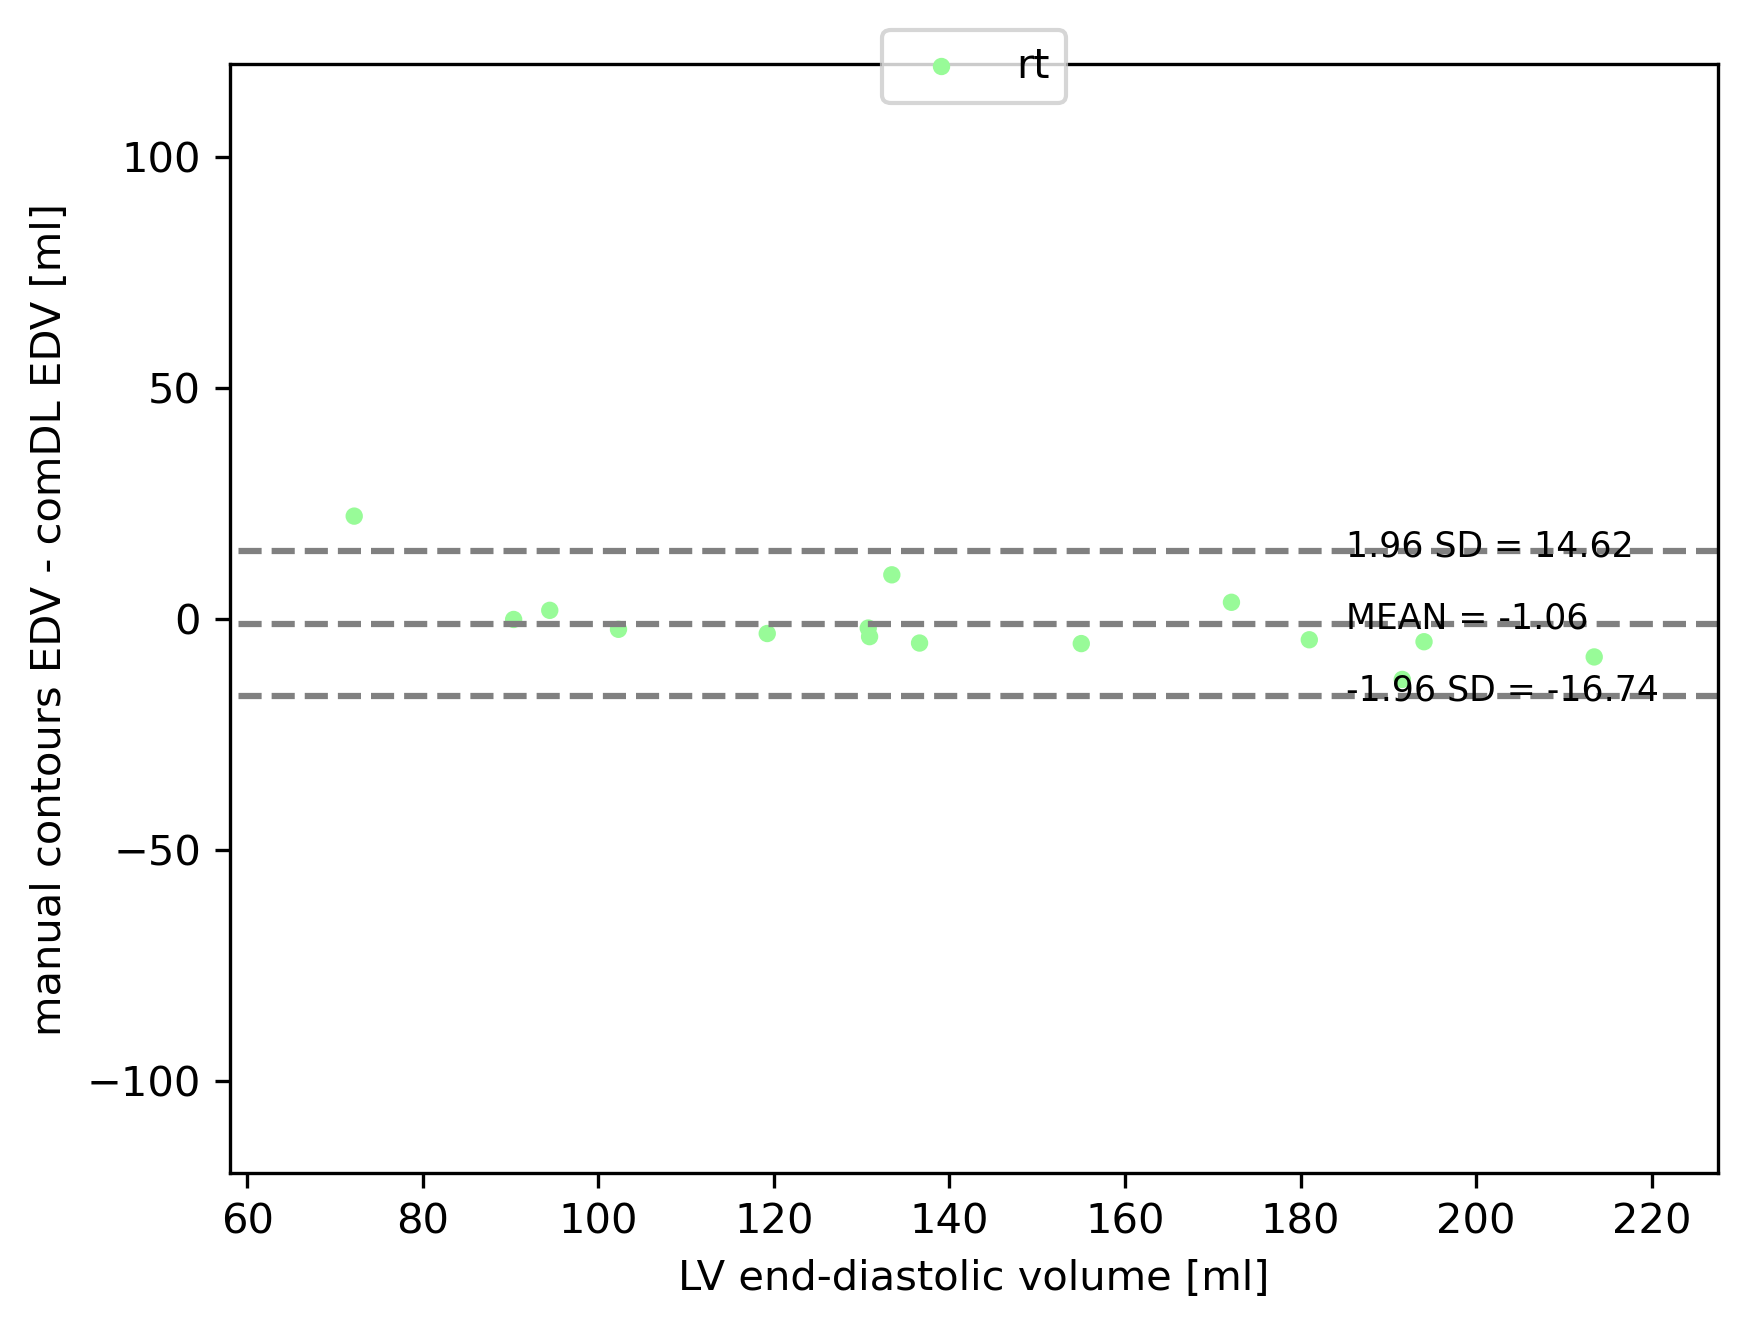 rt
manual contours EDV - comDL EDV [ml]
100
50
0
−50
−100
1.96 SD = 14.62
MEAN = -1.06
-1.96 SD = -16.74
60 80 100 120 140 160 180 200 220
LV end-diastolic volume [ml]